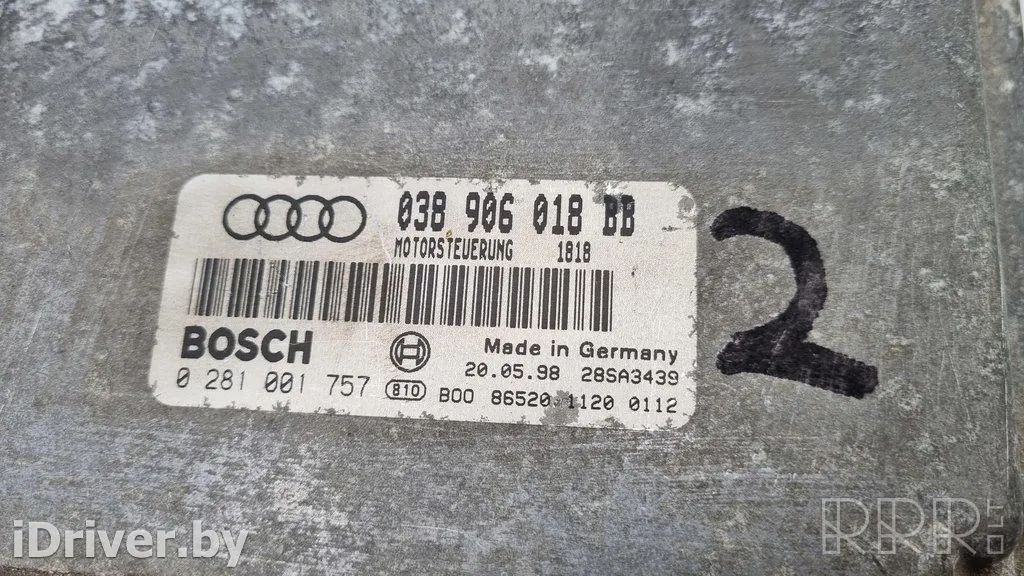 038 906 018 BB
MOTORSTEUERUNG 1818
BOSCH
Made in Germany
20.05.98 28SA3439
0 281 001 757 810 B00 86520 1120 0112
2
iDriver.by
RRR